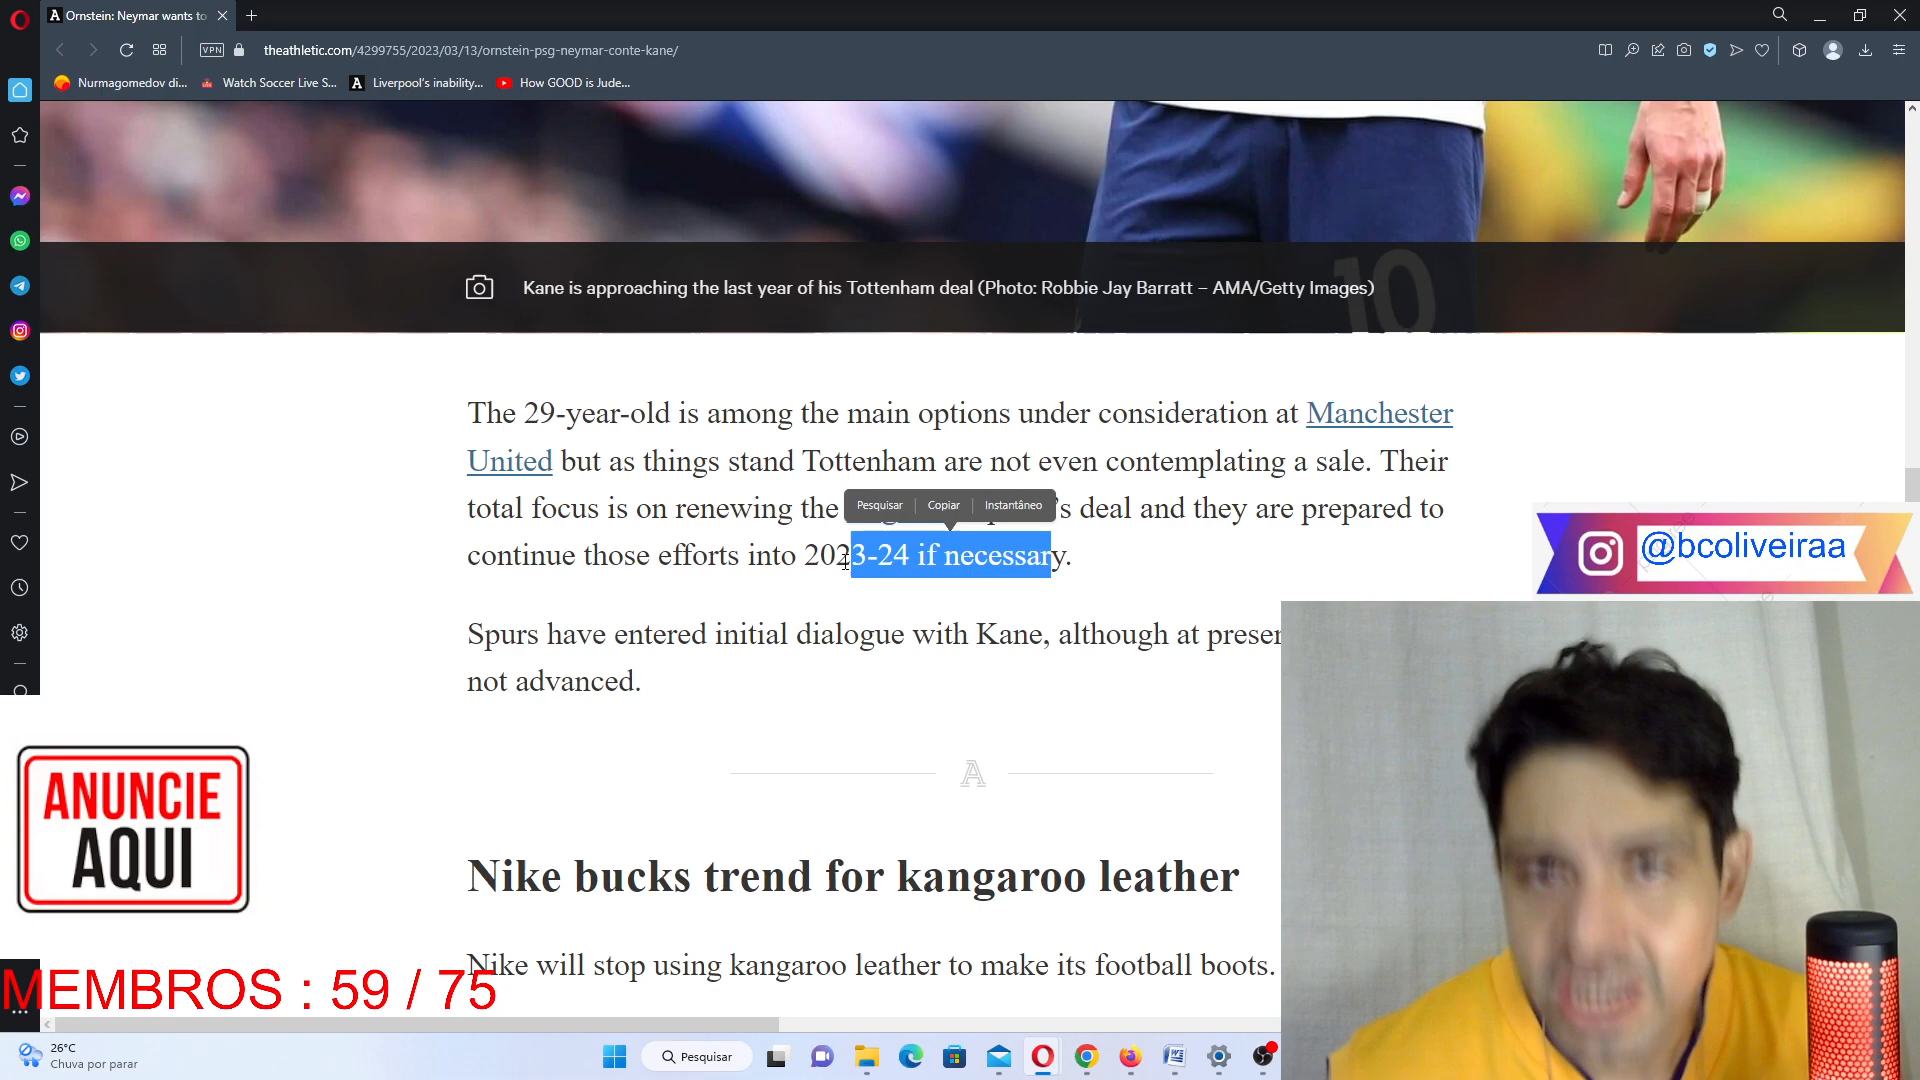 Ornstein: Neymar wants to
VPN
theathletic.com/4299755/2023/03/13/ornstein-psg-neymar-conte-kane/
Nurmagomedov di...
Watch Soccer Live S...
A
Liverpool's inability...
How GOOD is Jude...
10
Kane is approaching the last year of his Tottenham deal (Photo: Robbie Jay Barratt – AMA/Getty Images)
The 29-year-old is among the main options under consideration at Manchester
United but as things stand Tottenham are not even contemplating a sale. Their
Pesquisar Copiar Instantâneo
total focus is on renewing the 's deal and they are prepared to
continue those efforts into 2023-24 if necessary.
@bcoliveiraa
Spurs have entered initial dialogue with Kane, although at
not advanced.
A
ANUNCIE
AQUI
Nike bucks trend for kangaroo leather
Nike will stop using kangaroo leather to make its football boots.
MEMBROS : 59 / 75
26°C
Chuva por parar
Pesquisar